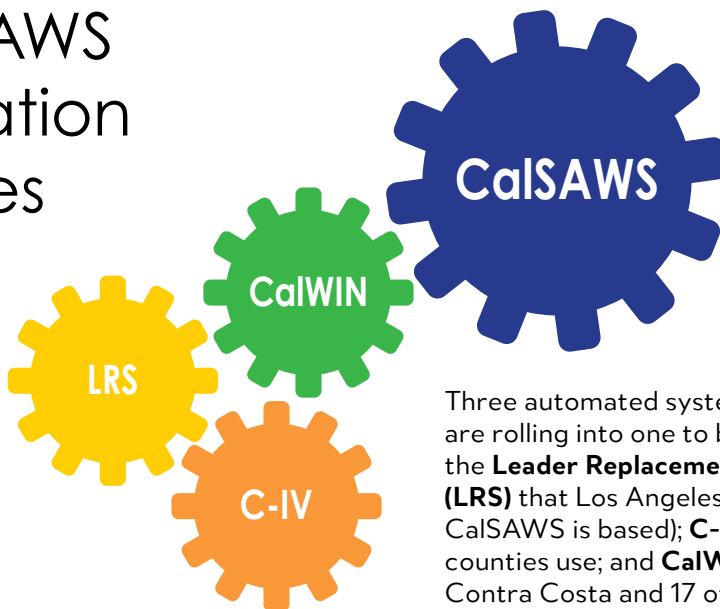 AWS
ation
es
CalSAWS
CalWIN
LRS
C-IV
Three automated syste
are rolling into one to b
the Leader Replaceme
(LRS) that Los Angeles
CalSAWS is based); C-
counties use; and CalW
Contra Costa and 17 o